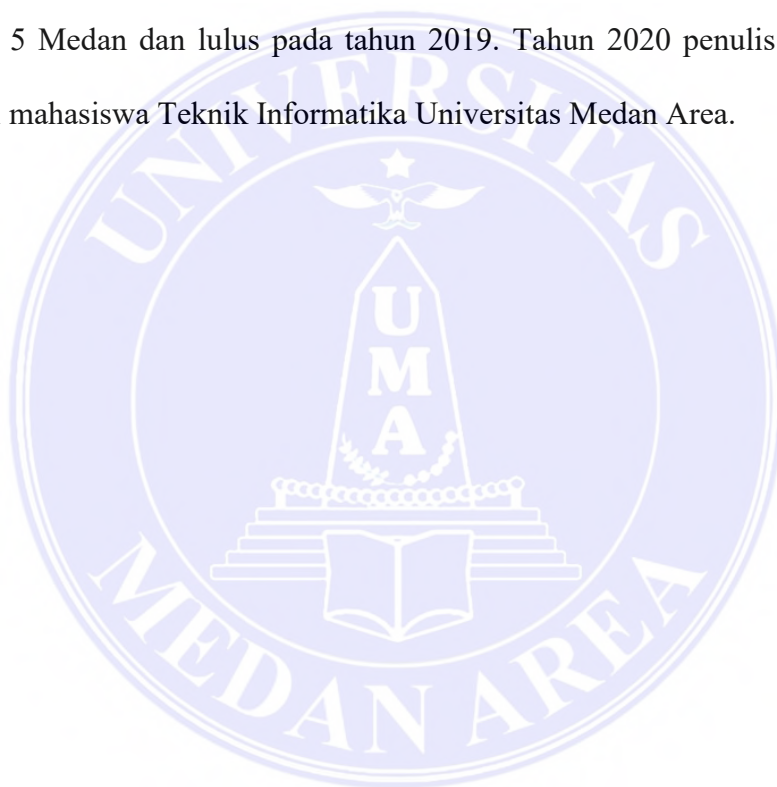 5 Medan dan lulus pada tahun 2019. Tahun 2020 penulis
mahasiswa Teknik Informatika Universitas Medan Area.
UNIVERSITAS
U
M
A
MEDAN AREA